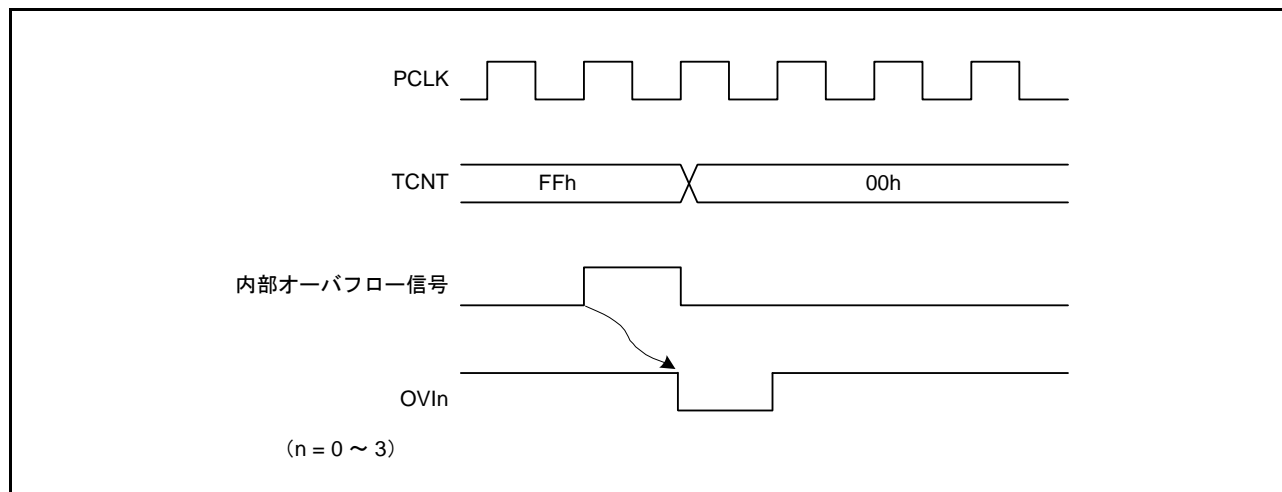 PCLK
TCNT
FFh
00h
内部オーバフロー信号
OVIn
（n = 0 ～ 3）